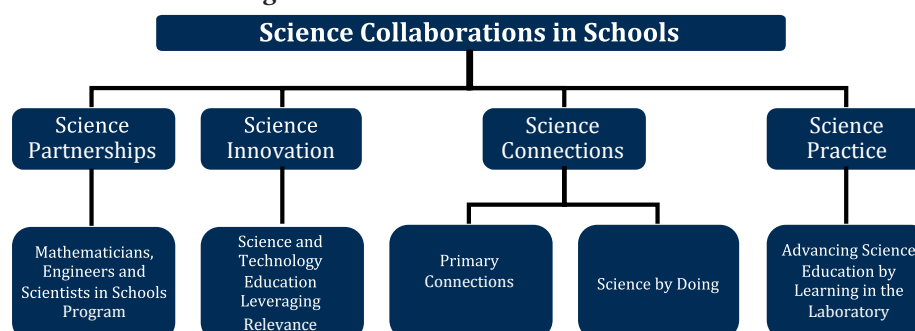 Science Collaborations in Schools
Science
Partnerships
Science
Innovation
Science
Connections
Science
Practice
Mathematicians,
Engineers and
Scientists in Schools
Program
Science and
Technology
Education
Leveraging
Relevance
Primary
Connections
Science by Doing
Advancing Science
Education by
Learning in the
Laboratory